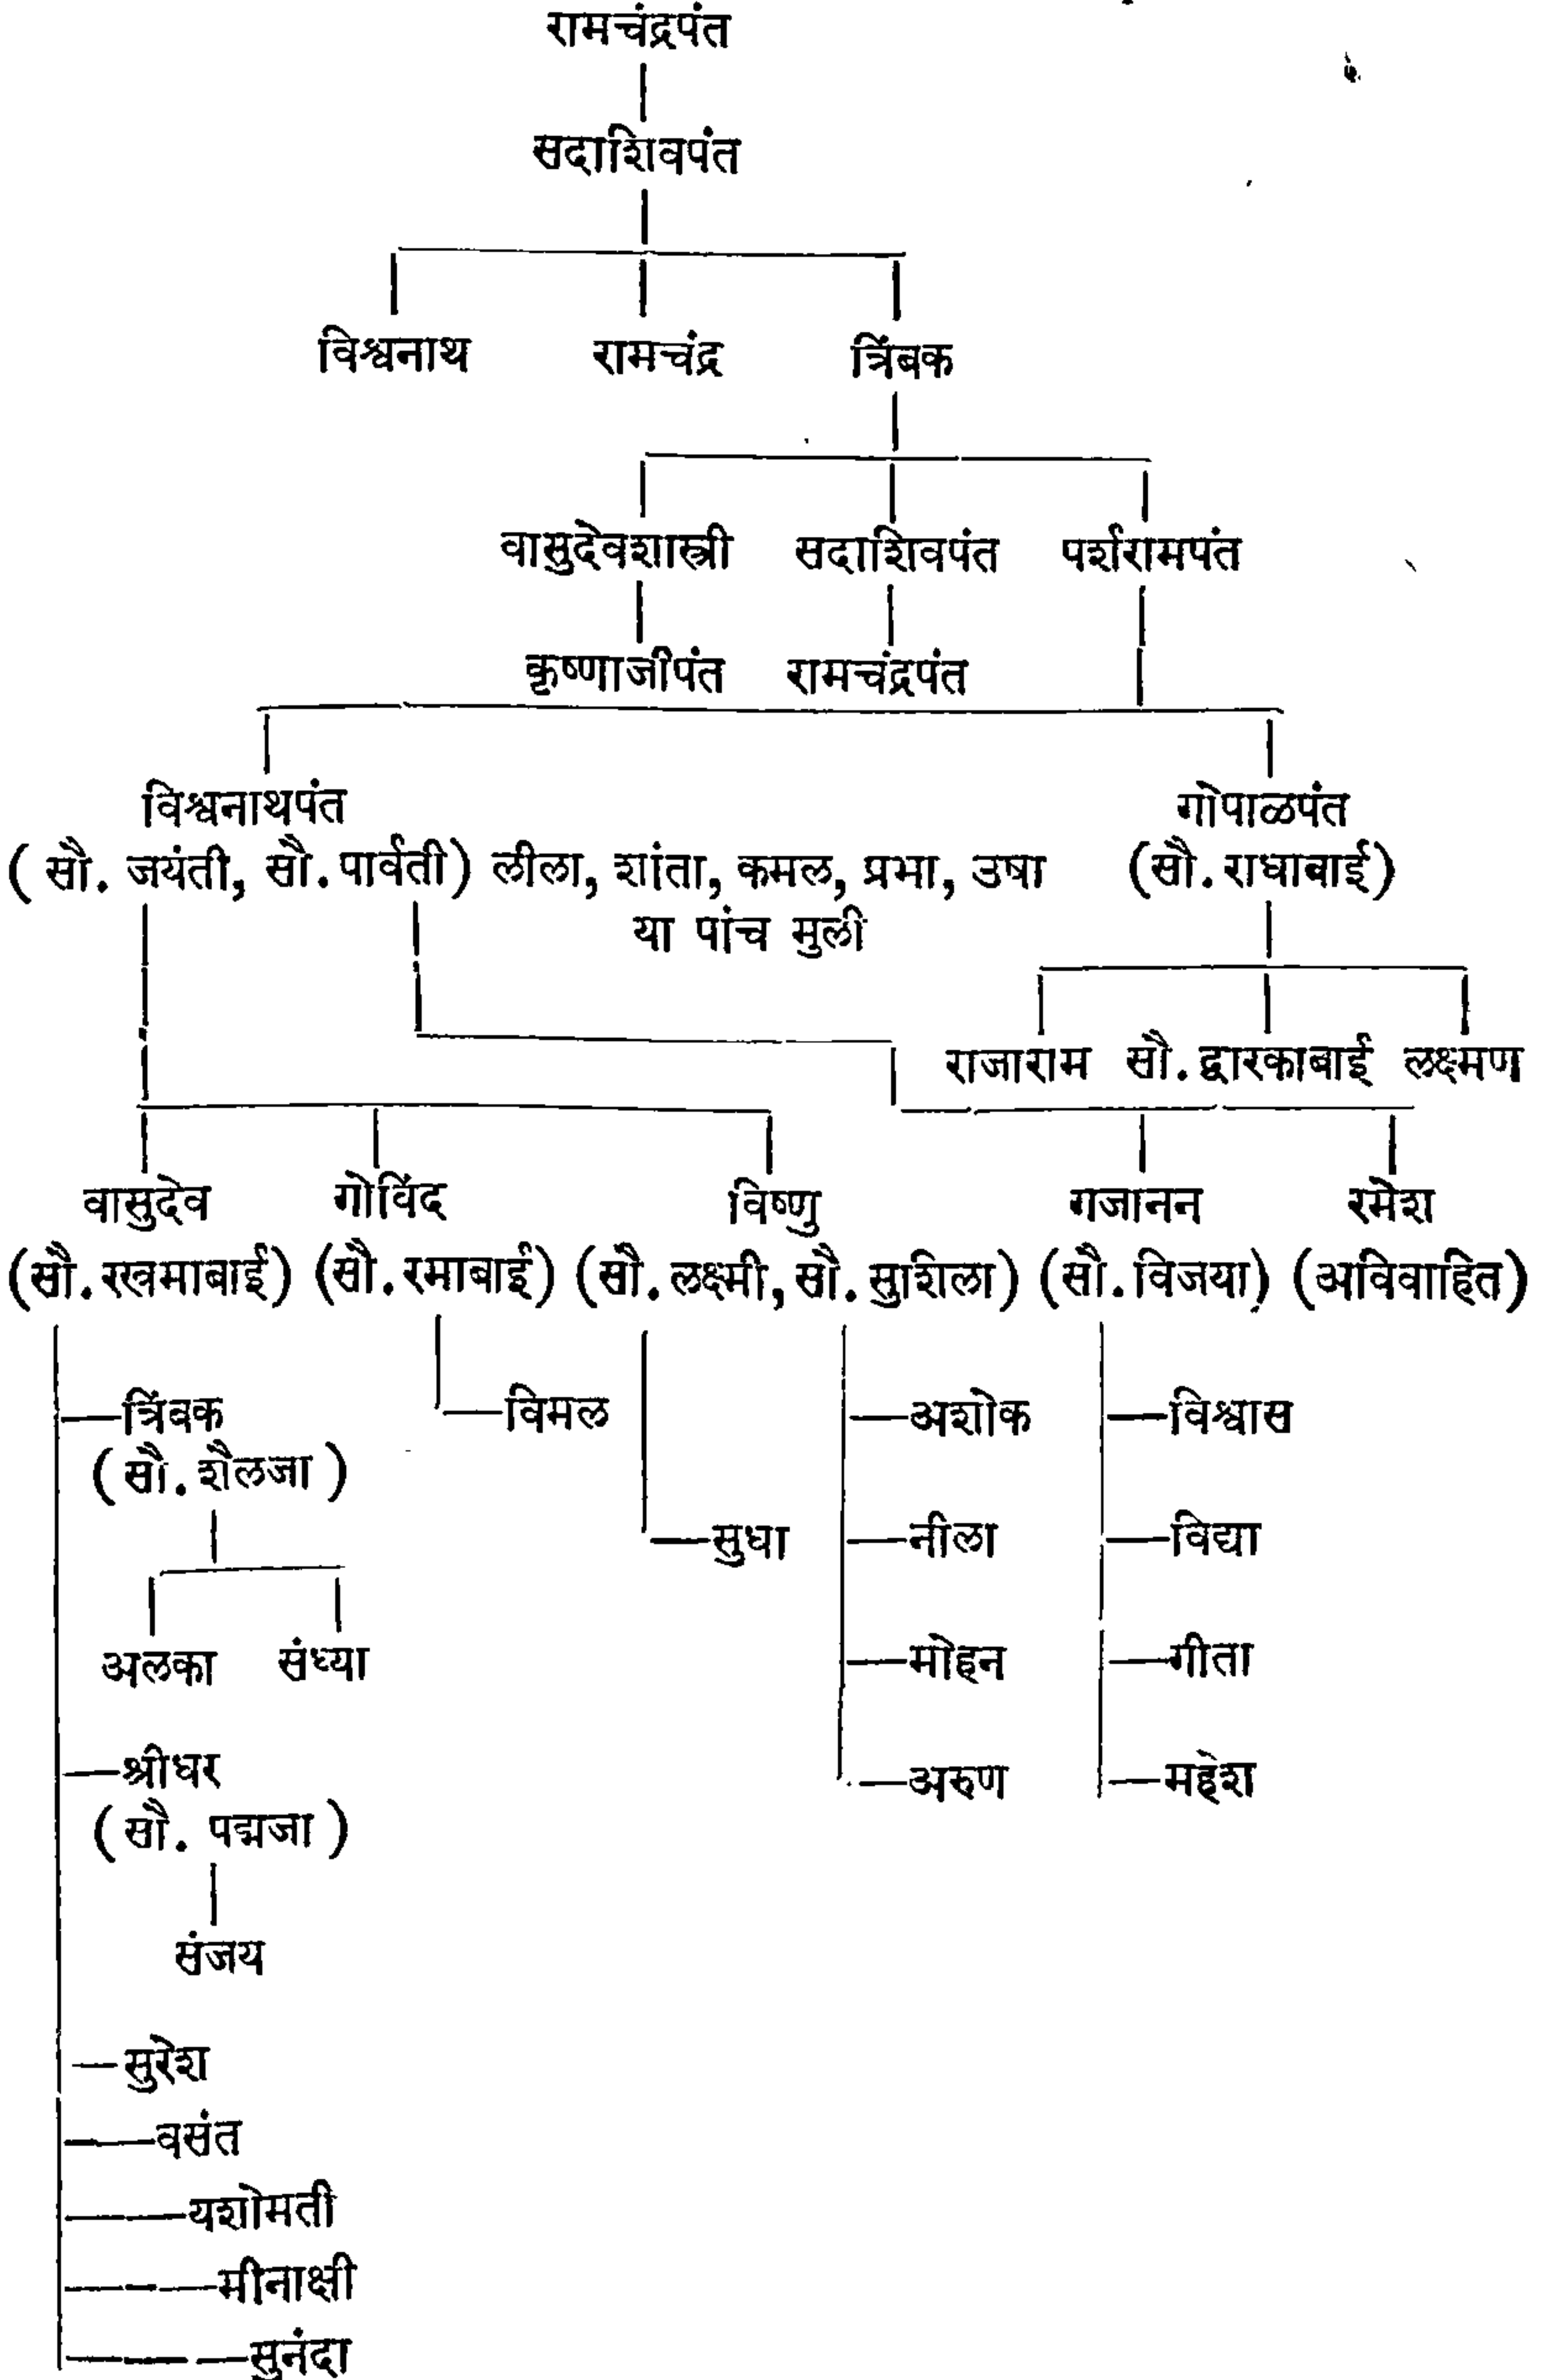 रामचंद्रपंत
सदाशिवपंत
विश्वनाथ रामचंद्र त्रिंबक
वासुदेवशास्त्री सदाशिवपंत पर्शरामपंत
कृष्णाजीपंत रामचंद्रपंत
विश्वनाथपंत गोपाळपंत
( सौ. जयंती, सौ. पार्वती) लीला, शांता, कमल, प्रभा, उषा (सौ. राधाबाई)
या पांच मुली
राजाराम सौ. द्वारकाबाई लक्ष्मण
वासुदेव गोविंद विष्णु गजानन रमेश
(सौ. रखमाबाई) (सौ. रमाबाई) (सौ. लक्ष्मी, सौ. सुशिला) (सौ. विजया) (अविवाहित)
त्रिंबक विमल अशोक विश्वास
( सौ. शैलजा )
सुधा नीला विद्या
अलका संध्या मोहन गीता
श्रीधर अरुण महेश
( सौ. पद्मजा )
संजय
सुरेश
वसंत
यशोमती
मीनाक्षी
सुनंदा